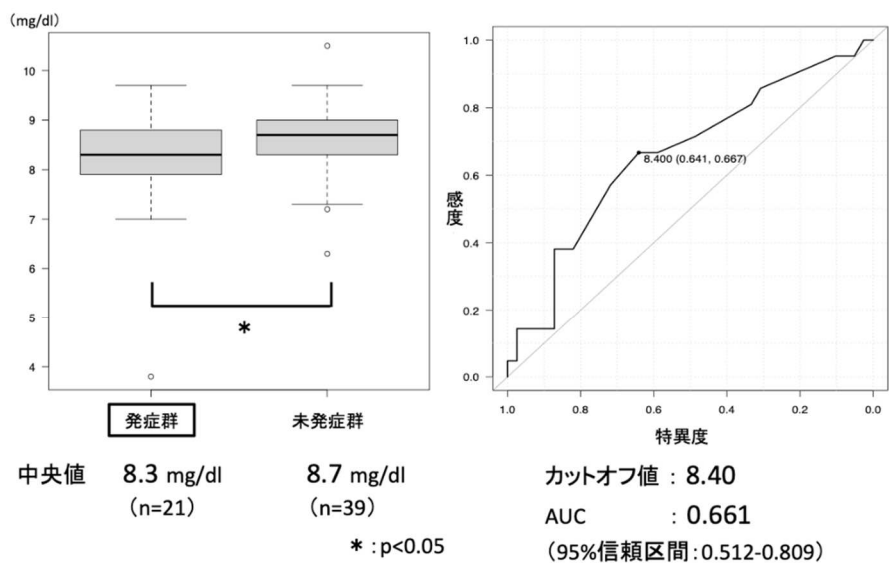 (mg/dl)
10
9
8
7
6
5
4
*
発症群
未発症群
中央値
8.3 mg/dl
8.7 mg/dl
(n=21)
(n=39)
* : p<0.05
感度
1.0
0.8
0.6
0.4
0.2
0.0
8.400 (0.641, 0.667)
1.0
0.8
0.6
0.4
0.2
0.0
特異度
カットオフ値 : 8.40
AUC : 0.661
(95%信頼区間:0.512-0.809)